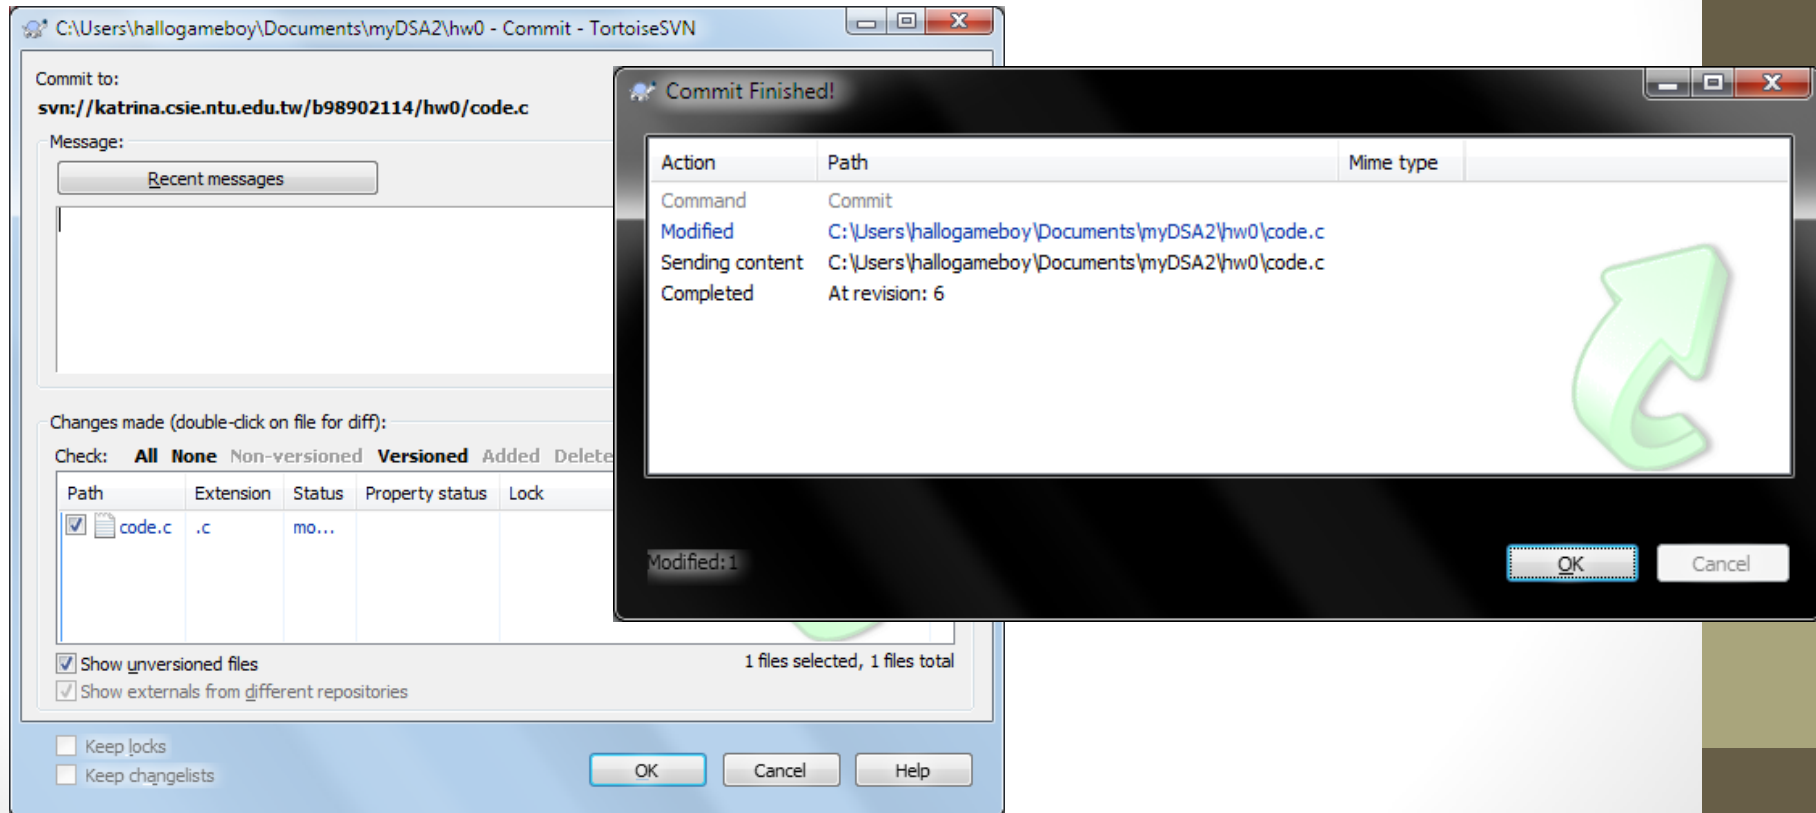 C:\Users\hallogameboy\Documents\myDSA2\hw0 - Commit - TortoiseSVN
Commit to:
svn://katrina.csie.ntu.edu.tw/b98902114/hw0/code.c
Message:
Recent messages
Changes made (double-click on file for diff):
Check: All None Non-versioned Versioned Added Delete
Path Extension Status Property status Lock
code.c .c mo...
Show unversioned files
1 files selected, 1 files total
Show externals from different repositories
Keep locks
Keep changelists
OK Cancel Help
Commit Finished!
Action Path Mime type
Command Commit
Modified C:\Users\hallogameboy\Documents\myDSA2\hw0\code.c
Sending content C:\Users\hallogameboy\Documents\myDSA2\hw0\code.c
Completed At revision: 6
Modified:1
OK Cancel